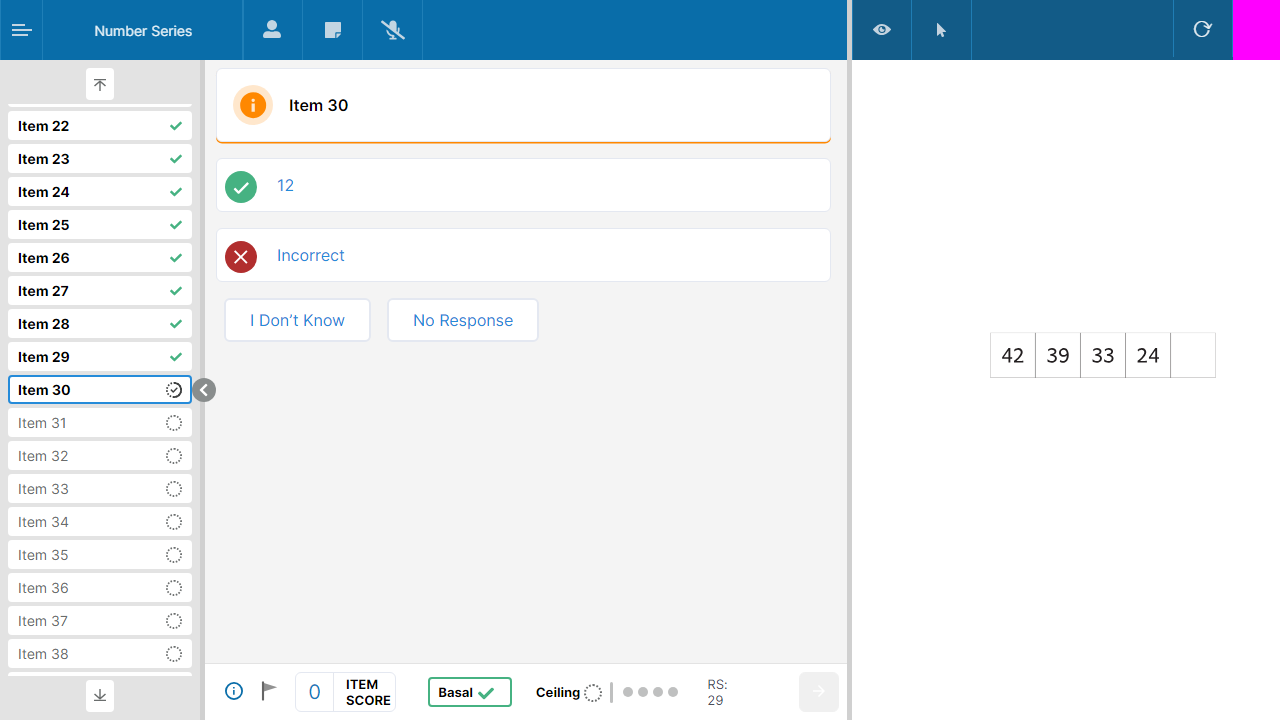 Number Series
Item 22
Item 23
Item 24
Item 25
Item 26
Item 27
Item 28
Item 29
Item 30
Item 31
Item 32
Item 33
Item 34
Item 35
Item 36
Item 37
Item 38
Item 30
12
Incorrect
I Don’t Know
No Response
0
ITEM
SCORE
Basal
Ceiling
RS:
29
42 39 33 24